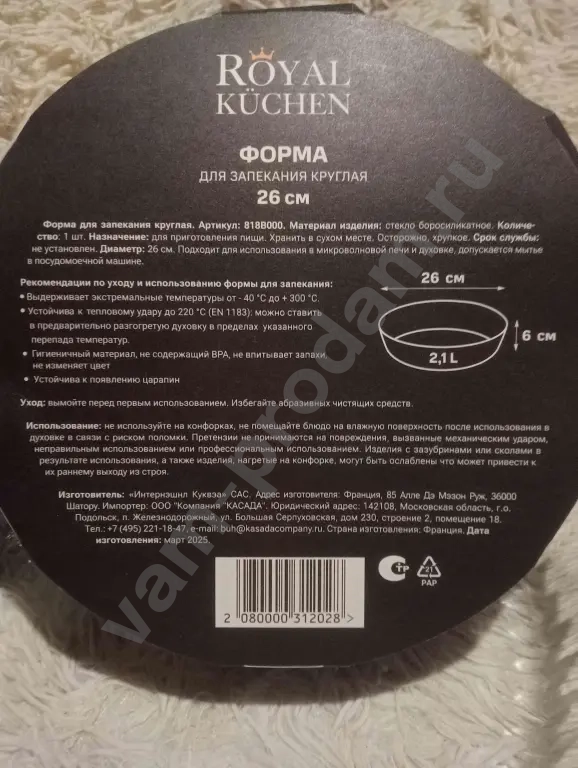 ROYAL
KÜCHEN
ФОРМА
ДЛЯ ЗАПЕКАНИЯ КРУГЛАЯ
26 СМ
Форма для запекания круглая. Артикул: 818B000. Материал изделия: стекло боросиликатное. Количе-
ство: 1 шт. Назначение: для приготовления пищи. Хранить в сухом месте. Осторожно, хрупкое. Срок службы:
не установлен. Диаметр: 26 см. Подходит для использования в микроволновой печи и духовке, допускается мытье
в посудомоечной машине.
Рекомендации по уходу и использованию формы для запекания:
• Выдерживает экстремальные температуры от - 40 °C до + 300 °C.
• Устойчива к тепловому удару до 220 °C (EN 1183): можно ставить
в предварительно разогретую духовку в пределах указанного
перепада температур.
• Гигиеничный материал, не содержащий BPA, не впитывает запахи,
не изменяет цвет
• Устойчива к появлению царапин
26 см
6 см
2,1 L
Уход: вымойте перед первым использованием. Избегайте абразивных чистящих средств.
Использование: не используйте на конфорках, не помещайте блюдо на влажную поверхность после использования в
духовке в связи с риском поломки. Претензии не принимаются на повреждения, вызванные механическим ударом,
неправильным использованием или профессиональным использованием. Изделия с зазубринами или сколами в
результате использования, а также изделия, нагретые на конфорке, могут быть ослаблены что может привести к
их раннему выходу из строя.
Изготовитель: «Интернэшнл Куквэа» САС. Адрес изготовителя: Франция, 85 Алле Дэ Мэзон Руж, 36000
Шатору. Импортер: ООО "Компания "КАСАДА". Юридический адрес: 142108, Московская область, г.о.
Подольск, п. Железнодорожный, ул. Большая Серпуховская, дом 230, строение 2, помещение 18.
Тел.: +7 (495) 221-18-47, e-mail: buh@kasadacompany.ru. Страна изготовления: Франция. Дата
изготовления: март 2025.
2 080000 312028 >
СТР
21
PAP
vam-prodam.ru